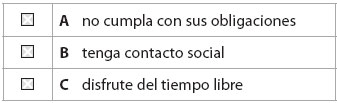 A no cumpla con sus obligaciones
B tenga contacto social
C disfrute del tiempo libre